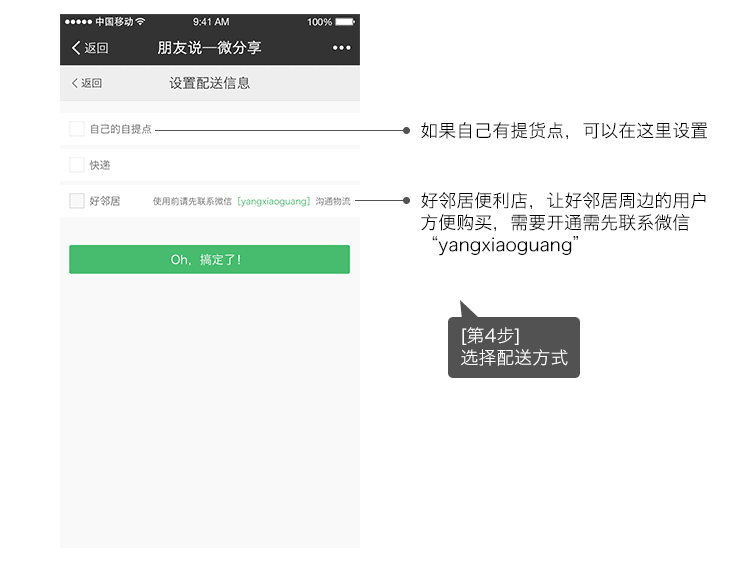 中国移动 9:41 AM 100%
返回 朋友说—微分享
返回 设置配送信息
自己的自提点
如果自己有提货点，可以在这里设置
快递
好邻居 使用前请先联系微信［yangxiaoguang］沟通物流
好邻居便利店，让好邻居周边的用户
方便购买，需要开通需先联系微信
“yangxiaoguang”
Oh，搞定了！
[第4步]
选择配送方式